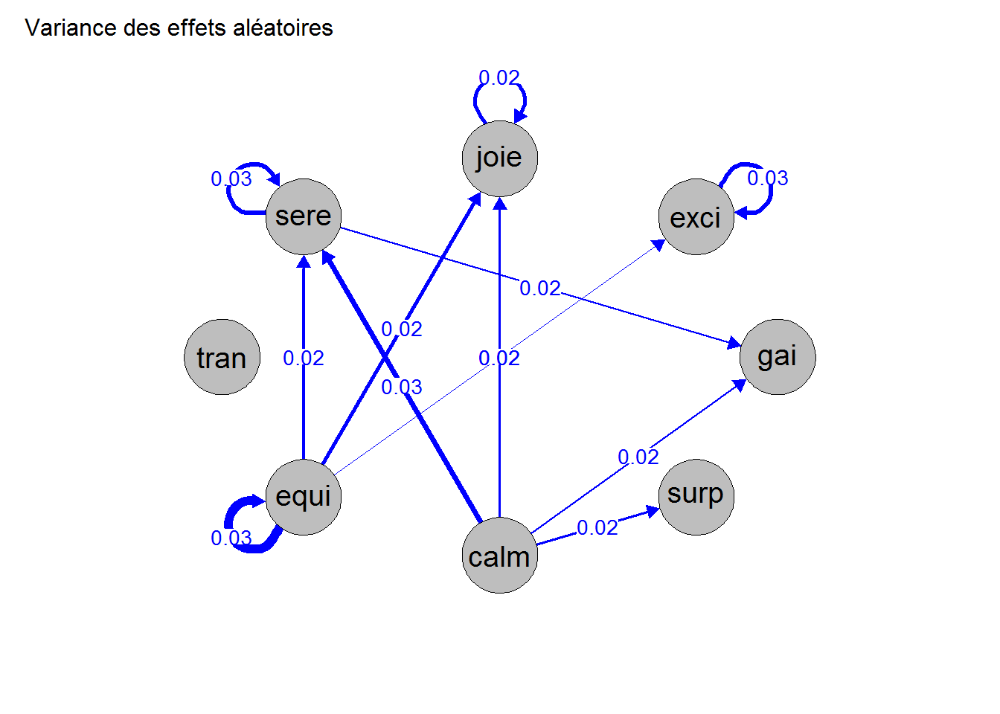 Variance des effets aléatoires
0.02
joie
0.03
0.03
sere
exci
0.02
0.02
tran
0.02
0.02
gai
0.03
0.02
equi
surp
0.02
0.03
calm